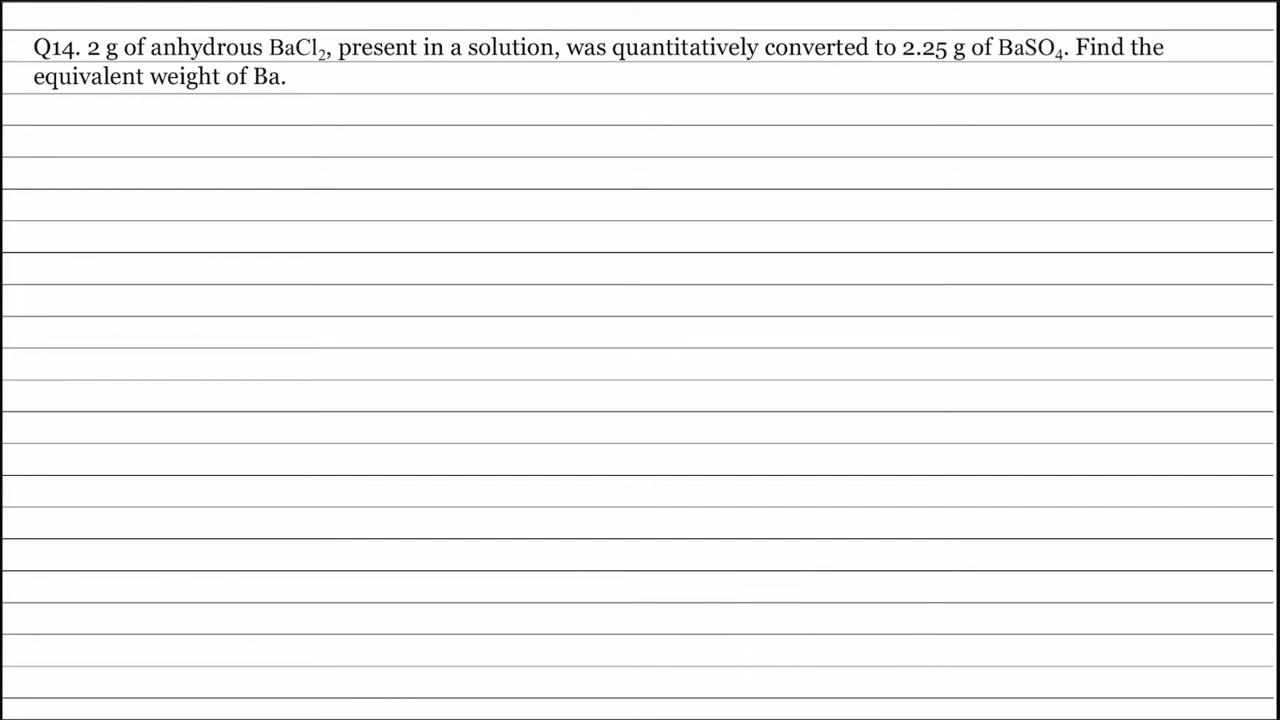 Q14. 2 g of anhydrous BaCl₂, present in a solution, was quantitatively converted to 2.25 g of BaSO₄. Find the
equivalent weight of Ba.